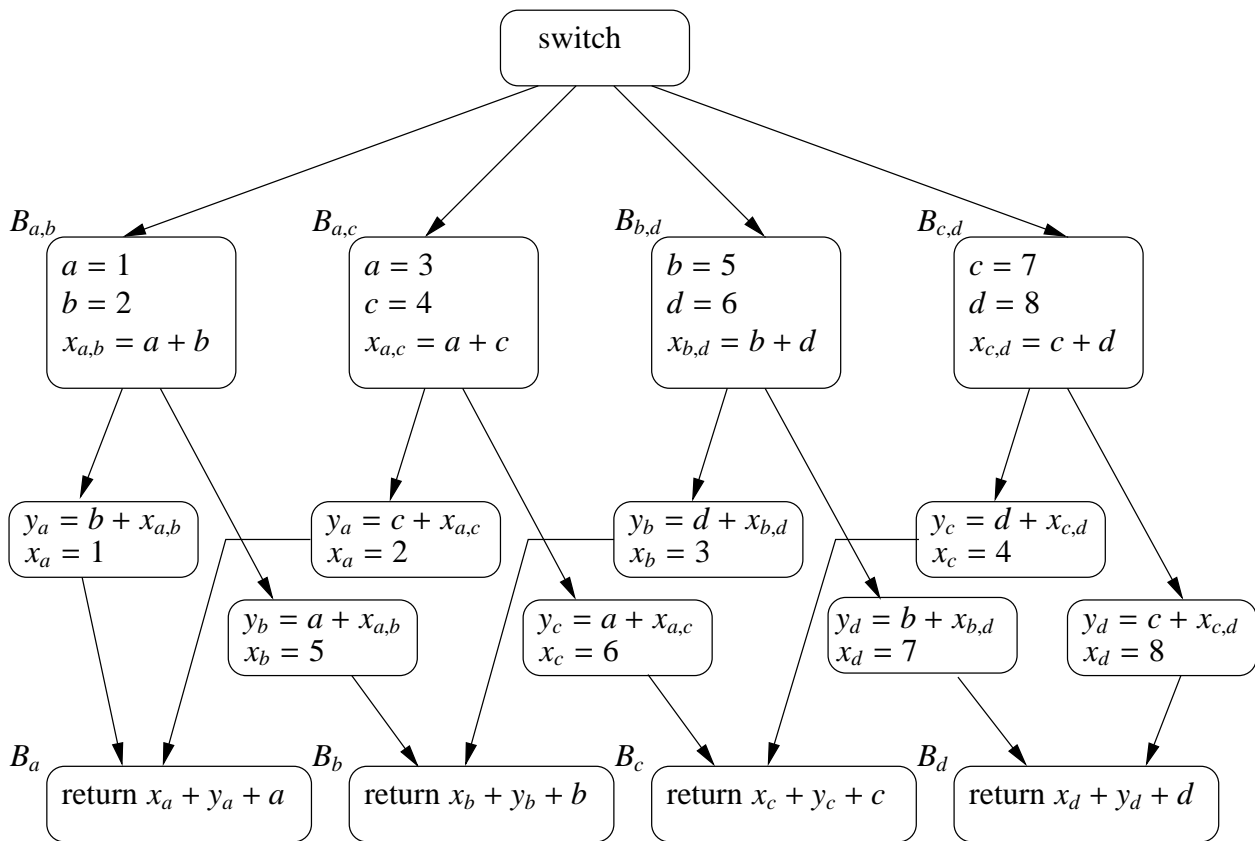 switch
B_{a,b}
a = 1
b = 2
x_{a,b} = a + b
B_{a,c}
a = 3
c = 4
x_{a,c} = a + c
B_{b,d}
b = 5
d = 6
x_{b,d} = b + d
B_{c,d}
c = 7
d = 8
x_{c,d} = c + d
y_a = b + x_{a,b}
x_a = 1
y_a = c + x_{a,c}
x_a = 2
y_b = d + x_{b,d}
x_b = 3
y_c = d + x_{c,d}
x_c = 4
y_b = a + x_{a,b}
x_b = 5
y_c = a + x_{a,c}
x_c = 6
y_d = b + x_{b,d}
x_d = 7
y_d = c + x_{c,d}
x_d = 8
B_a
return x_a + y_a + a
B_b
return x_b + y_b + b
B_c
return x_c + y_c + c
B_d
return x_d + y_d + d